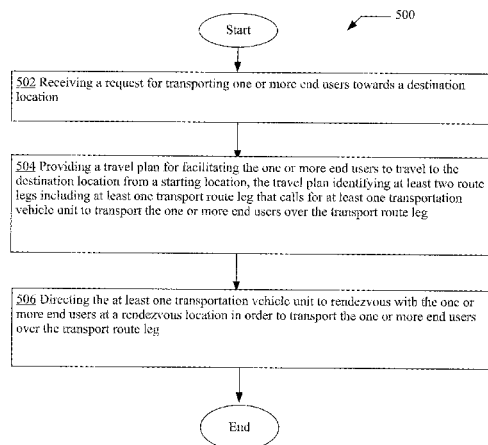 500
Start
502 Receiving a request for transporting one or more end users towards a destination
location
504 Providing a travel plan for facilitating the one or more end users to travel to the
destination location from a starting location, the travel plan identifying at least two route
legs including at least one transport route leg that calls for at least one transportation
vehicle unit to transport the one or more end users over the transport route leg
506 Directing the at least one transportation vehicle unit to rendezvous with the one or
more end users at a rendezvous location in order to transport the one or more end users
over the transport route leg
End